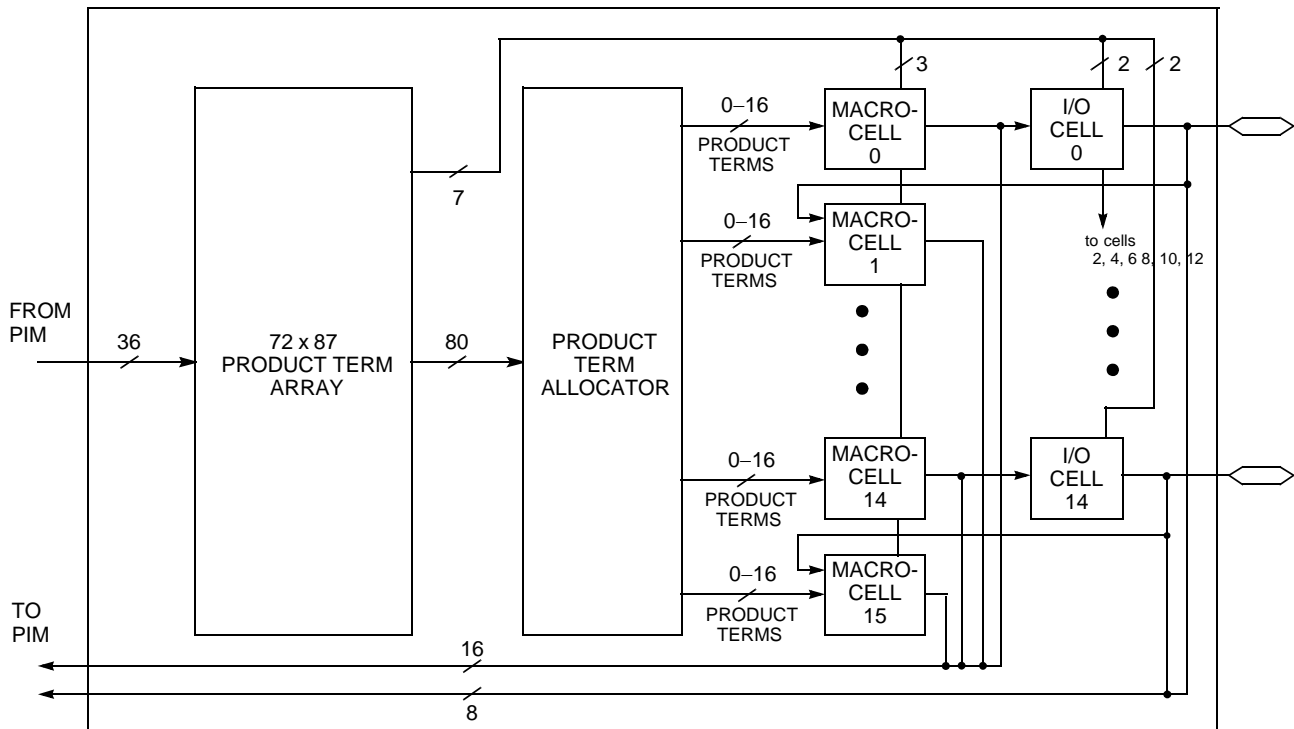 3
2
2
0–16
PRODUCT
TERMS
MACRO-
CELL
0
I/O
CELL
0
7
0–16
PRODUCT
TERMS
MACRO-
CELL
1
to cells
2, 4, 6 8, 10, 12
FROM
PIM
36
72 x 87
PRODUCT TERM
ARRAY
80
PRODUCT
TERM
ALLOCATOR
0–16
PRODUCT
TERMS
MACRO-
CELL
14
I/O
CELL
14
0–16
PRODUCT
TERMS
MACRO-
CELL
15
TO
PIM
16
8